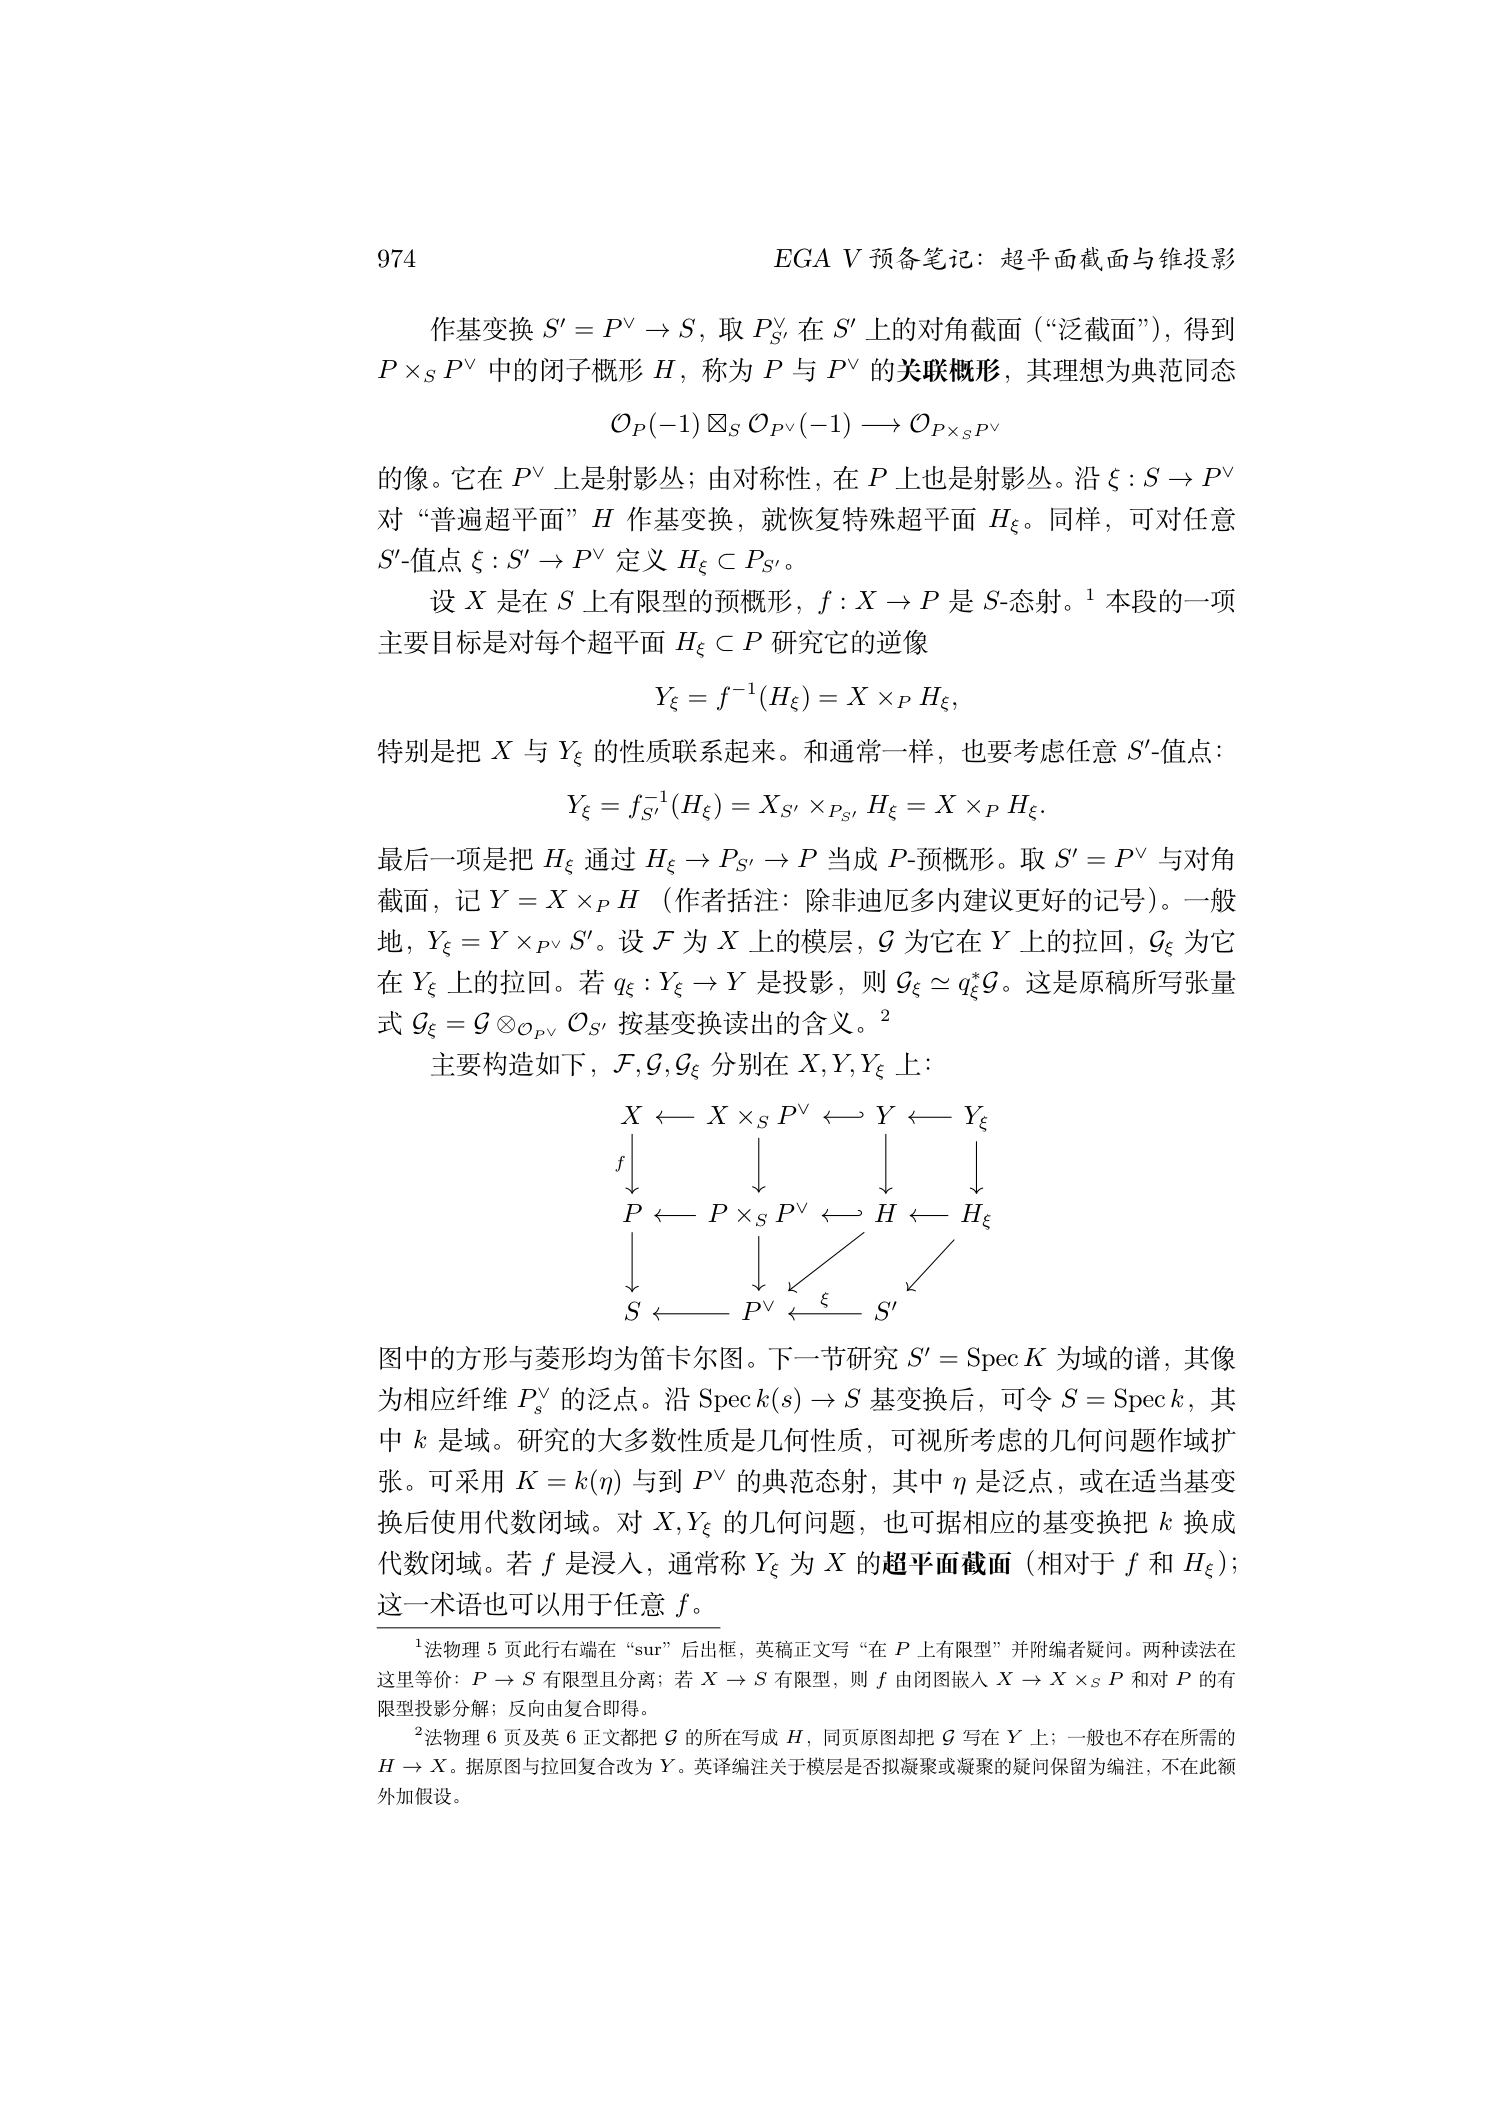 974 EGA V 预备笔记：超平面截面与锥投影
作基变换 S′ = P∨ → S，取 P∨_{S′} 在 S′ 上的对角截面（“泛截面”），得到
P ×_S P∨ 中的闭子概形 H，称为 P 与 P∨ 的关联概形，其理想为典范同态
𝒪_P(−1) ⊠_S 𝒪_{P∨}(−1) ⟶ 𝒪_{P×_S P∨}
的像。它在 P∨ 上是射影丛；由对称性，在 P 上也是射影丛。沿 ξ : S → P∨
对“普遍超平面”H 作基变换，就恢复特殊超平面 H_ξ。同样，可对任意
S′-值点 ξ : S′ → P∨ 定义 H_ξ ⊂ P_{S′}。
设 X 是在 S 上有限型的预概形，f : X → P 是 S-态射。¹ 本段的一项
主要目标是对每个超平面 H_ξ ⊂ P 研究它的逆像
Y_ξ = f⁻¹(H_ξ) = X ×_P H_ξ,
特别是把 X 与 Y_ξ 的性质联系起来。和通常一样，也要考虑任意 S′-值点：
Y_ξ = f_{S′}⁻¹(H_ξ) = X_{S′} ×_{P_{S′}} H_ξ = X ×_P H_ξ.
最后一项是把 H_ξ 通过 H_ξ → P_{S′} → P 当成 P-预概形。取 S′ = P∨ 与对角
截面，记 Y = X ×_P H （作者括注：除非迪厄多内建议更好的记号）。一般
地，Y_ξ = Y ×_{P∨} S′。设 ℱ 为 X 上的模层，𝒢 为它在 Y 上的拉回，𝒢_ξ 为它
在 Y_ξ 上的拉回。若 q_ξ : Y_ξ → Y 是投影，则 𝒢_ξ ≃ q_ξ^*𝒢。这是原稿所写张量
式 𝒢_ξ = 𝒢 ⊗_{𝒪_{P∨}} 𝒪_{S′} 按基变换读出的含义。²
主要构造如下，ℱ, 𝒢, 𝒢_ξ 分别在 X, Y, Y_ξ 上：
X ⟵ X ×_S P∨ ⟵ Y ⟵ Y_ξ
f
P ⟵ P ×_S P∨ ⟵ H ⟵ H_ξ
ξ
S ⟵ P∨ ⟵ S′
图中的方形与菱形均为笛卡尔图。下一节研究 S′ = Spec K 为域的谱，其像
为相应纤维 P∨_s 的泛点。沿 Spec k(s) → S 基变换后，可令 S = Spec k，其
中 k 是域。研究的大多数性质是几何性质，可视所考虑的几何问题作域扩
张。可采用 K = k(η) 与到 P∨ 的典范态射，其中 η 是泛点，或在适当基变
换后使用代数闭域。对 X, Y_ξ 的几何问题，也可据相应的基变换把 k 换成
代数闭域。若 f 是浸入，通常称 Y_ξ 为 X 的超平面截面（相对于 f 和 H_ξ）；
这一术语也可以用于任意 f。
¹法物理 5 页此行右端在“sur”后出框，英稿正文写“在 P 上有限型”并附编者疑问。两种读法在
这里等价：P → S 有限型且分离；若 X → S 有限型，则 f 由闭图嵌入 X → X ×_S P 和对 P 的有
限型投影分解；反向由复合即得。
²法物理 6 页及英 6 正文都把 𝒢 的所在写成 H，同页原图却把 𝒢 写在 Y 上；一般也不存在所需的
H → X。据原图与拉回复合改为 Y。英译编注关于模层是否拟凝聚或凝聚的疑问保留为编注，不在此额
外加假设。